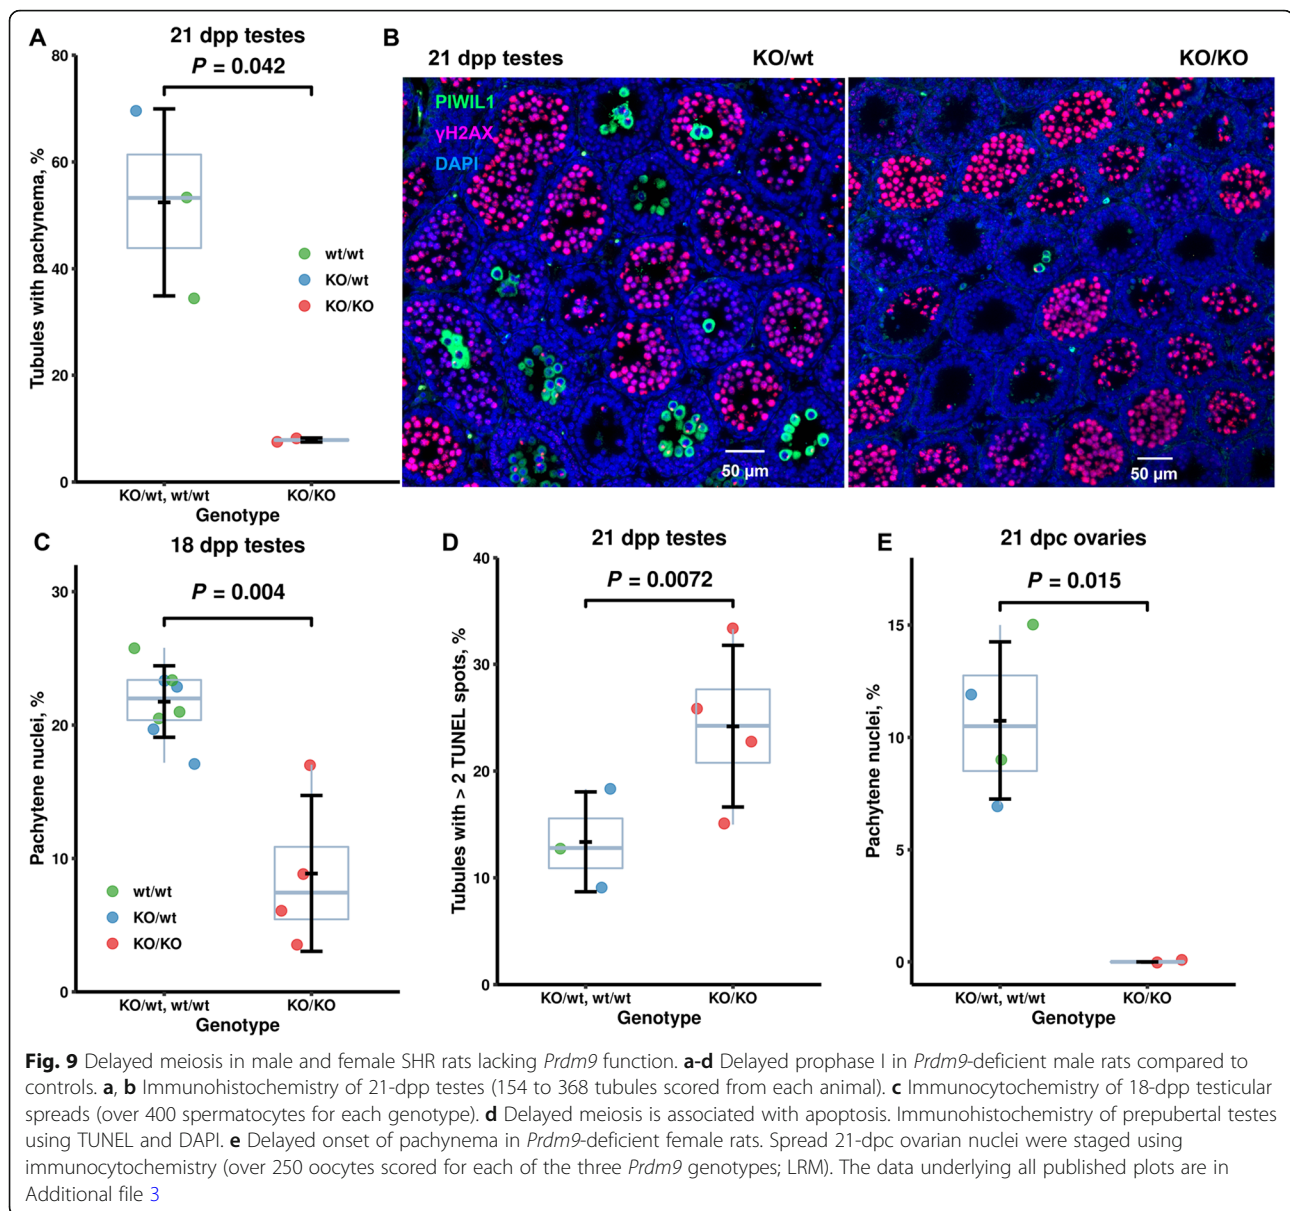 A
21 dpp testes
P = 0.042
80
60
40
20
0
Tubules with pachynema, %
wt/wt
KO/wt
KO/KO
KO/wt, wt/wt
KO/KO
Genotype
B
21 dpp testes
KO/wt
KO/KO
PIWIL1
γH2AX
DAPI
50 µm
50 µm
C
18 dpp testes
P = 0.004
30
20
10
0
Pachytene nuclei, %
wt/wt
KO/wt
KO/KO
KO/wt, wt/wt
KO/KO
Genotype
D
21 dpp testes
P = 0.0072
40
30
20
10
0
Tubules with > 2 TUNEL spots, %
KO/wt, wt/wt
KO/KO
Genotype
E
21 dpc ovaries
P = 0.015
15
10
5
0
Pachytene nuclei, %
KO/wt, wt/wt
KO/KO
Genotype
Fig. 9 Delayed meiosis in male and female SHR rats lacking Prdm9 function. a-d Delayed prophase I in Prdm9-deficient male rats compared to
controls. a, b Immunohistochemistry of 21-dpp testes (154 to 368 tubules scored from each animal). c Immunocytochemistry of 18-dpp testicular
spreads (over 400 spermatocytes for each genotype). d Delayed meiosis is associated with apoptosis. Immunohistochemistry of prepubertal testes
using TUNEL and DAPI. e Delayed onset of pachynema in Prdm9-deficient female rats. Spread 21-dpc ovarian nuclei were staged using
immunocytochemistry (over 250 oocytes scored for each of the three Prdm9 genotypes; LRM). The data underlying all published plots are in
Additional file 3